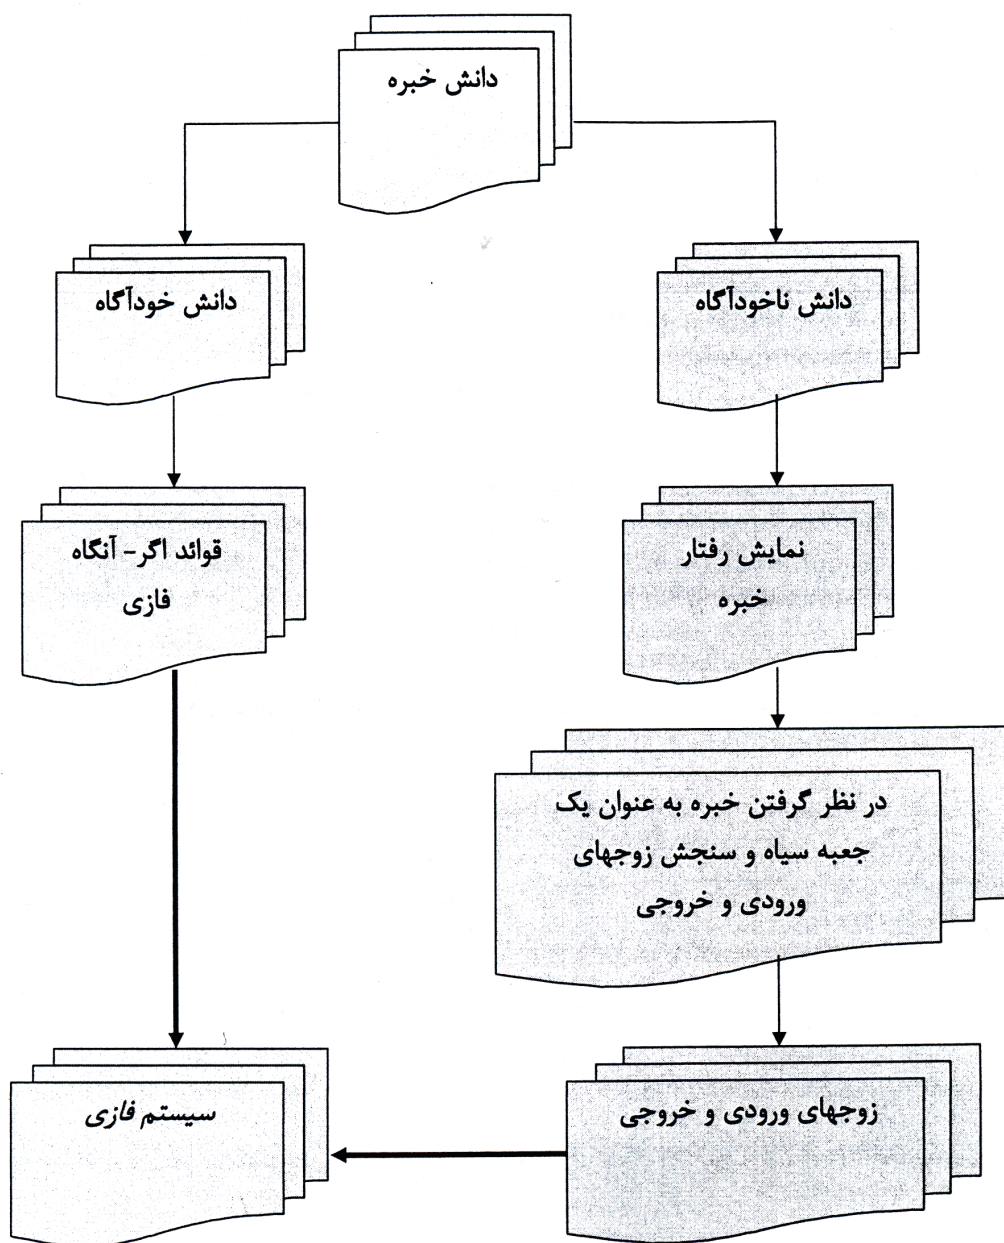 دانش خبره
دانش خودآگاه
دانش ناخودآگاه
قوائد اگر- آنگاه
فازی
نمایش رفتار
خبره
در نظر گرفتن خبره به عنوان یک
جعبه سیاه و سنجش زوجهای
ورودی و خروجی
سیستم فازی
زوجهای ورودی و خروجی